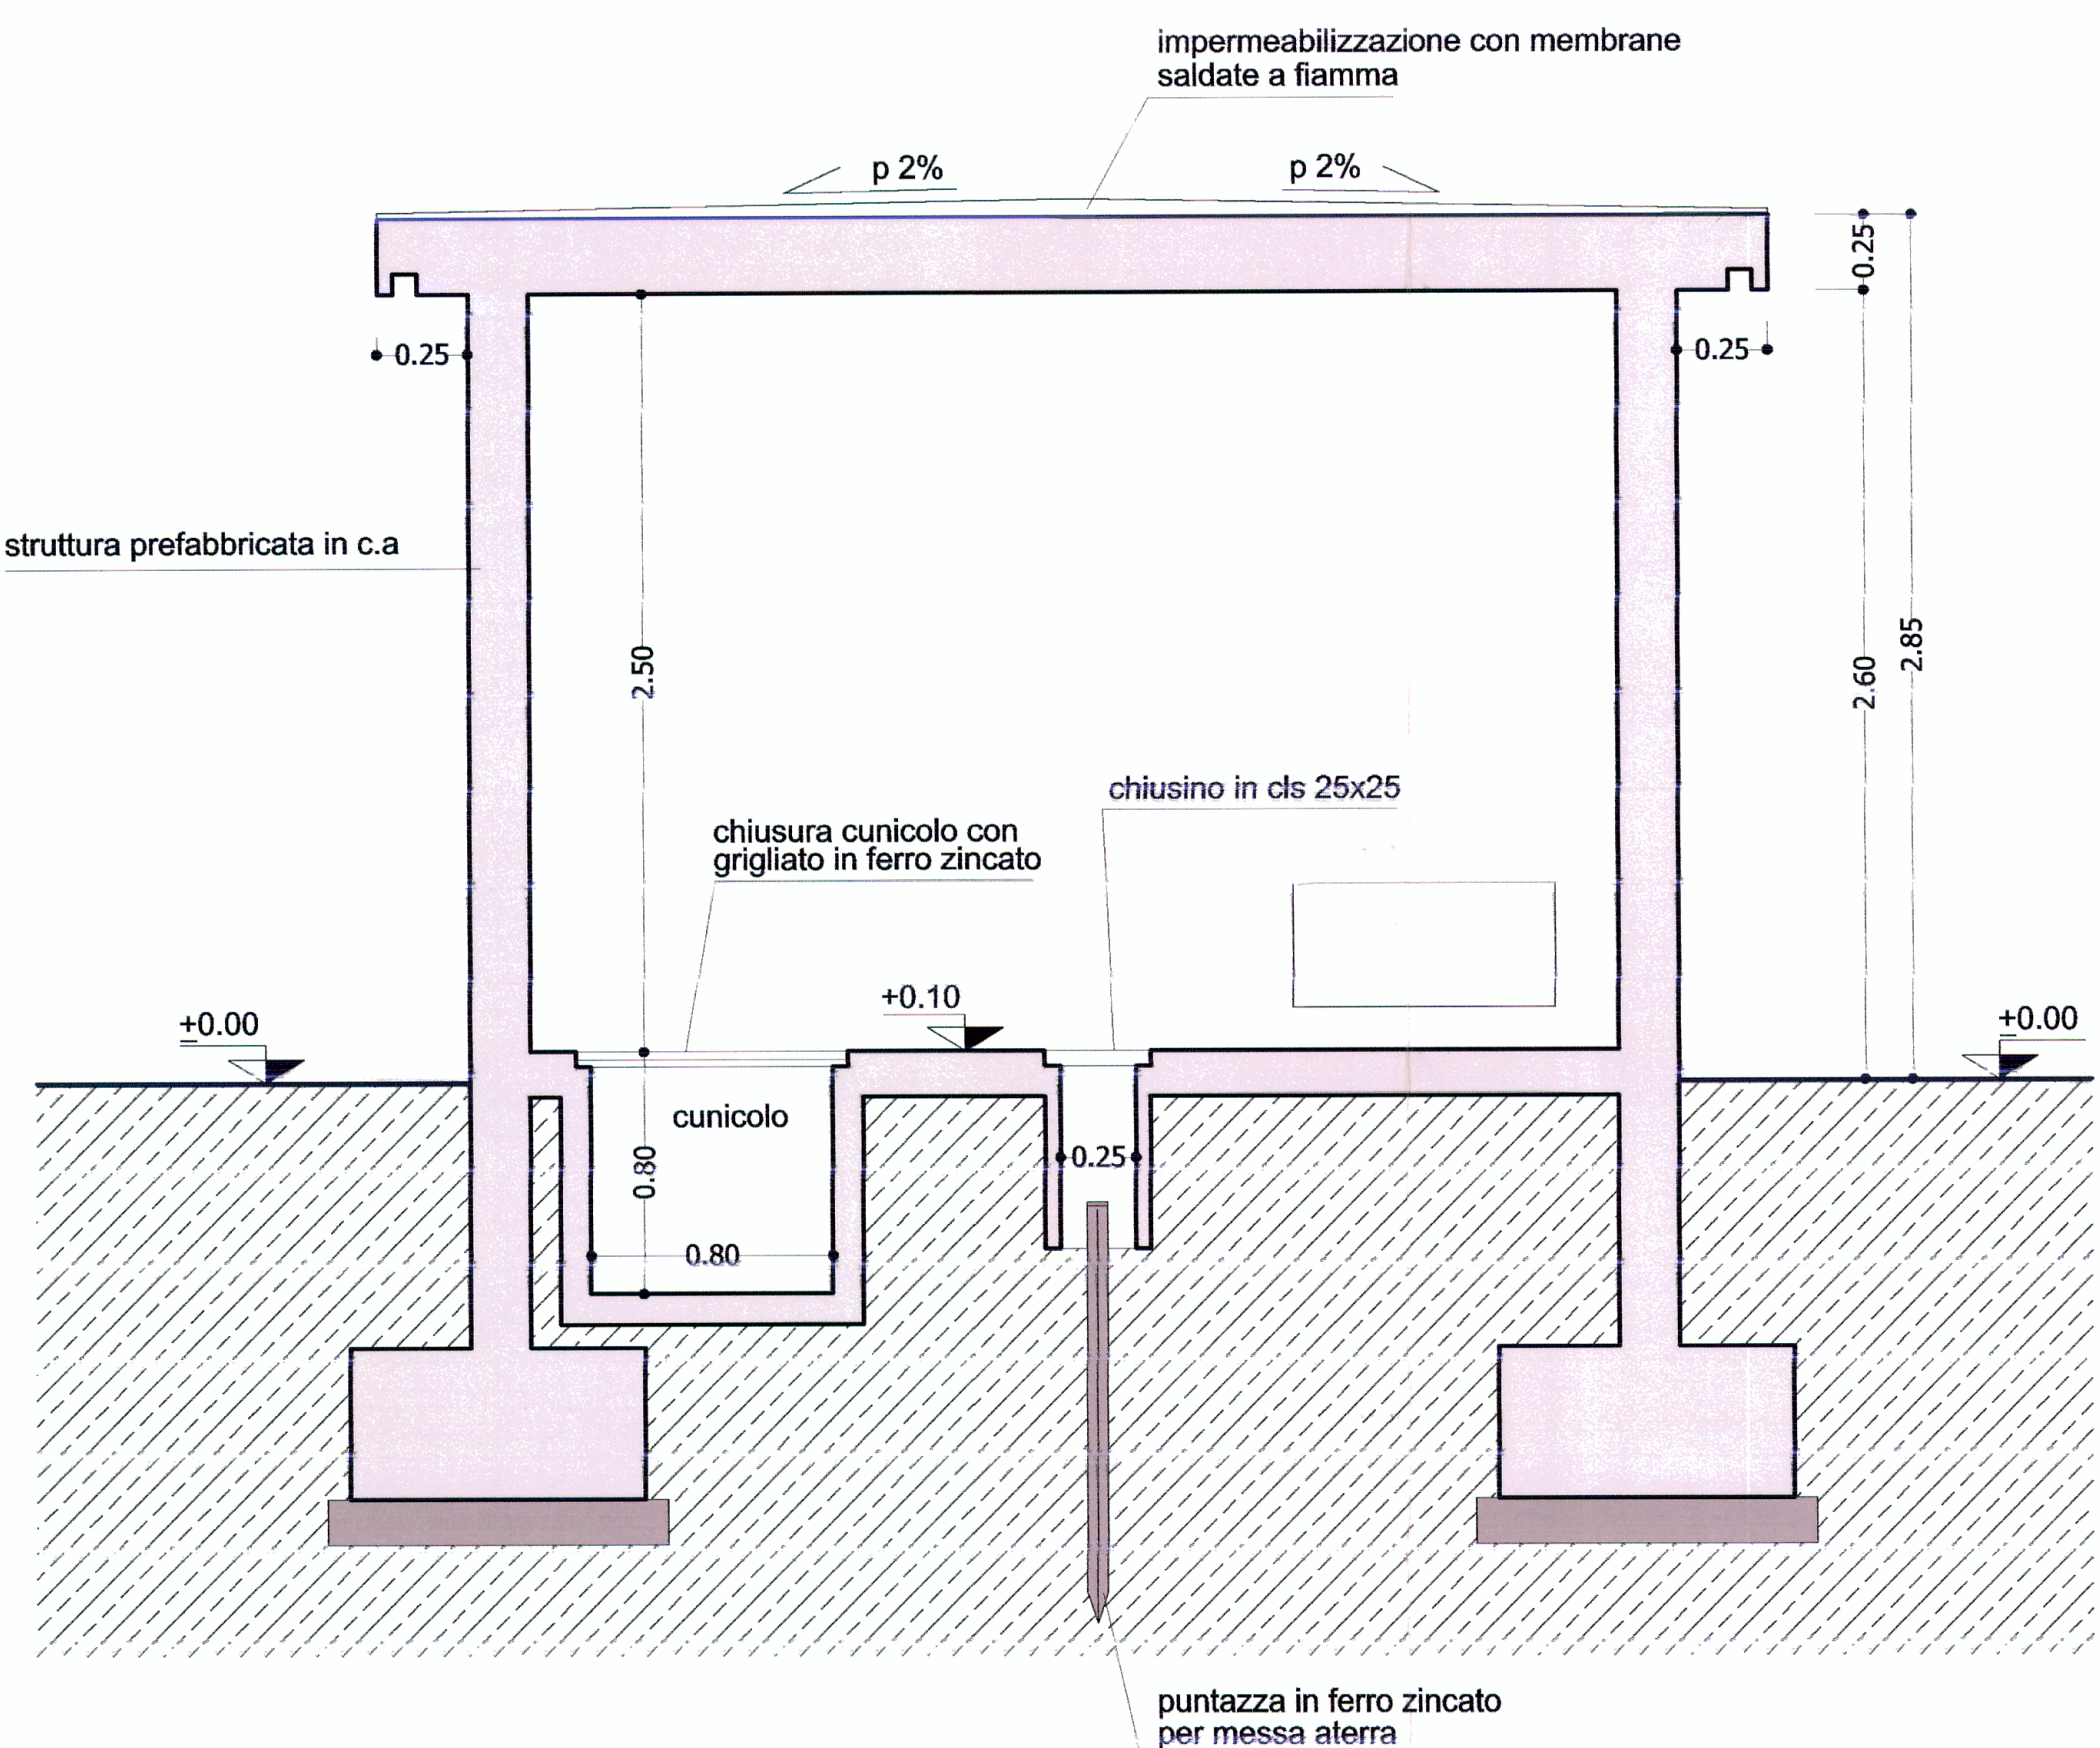 impermeabilizzazione con membrane
saldate a fiamma
p 2%
p 2%
0.25
0.25
0.25
struttura prefabbricata in c.a
2.50
2.60
2.85
chiusino in cls 25x25
chiusura cunicolo con
grigliato in ferro zincato
+0.10
±0.00
±0.00
cunicolo
0.80
0.25
0.80
puntazza in ferro zincato
per messa aterra